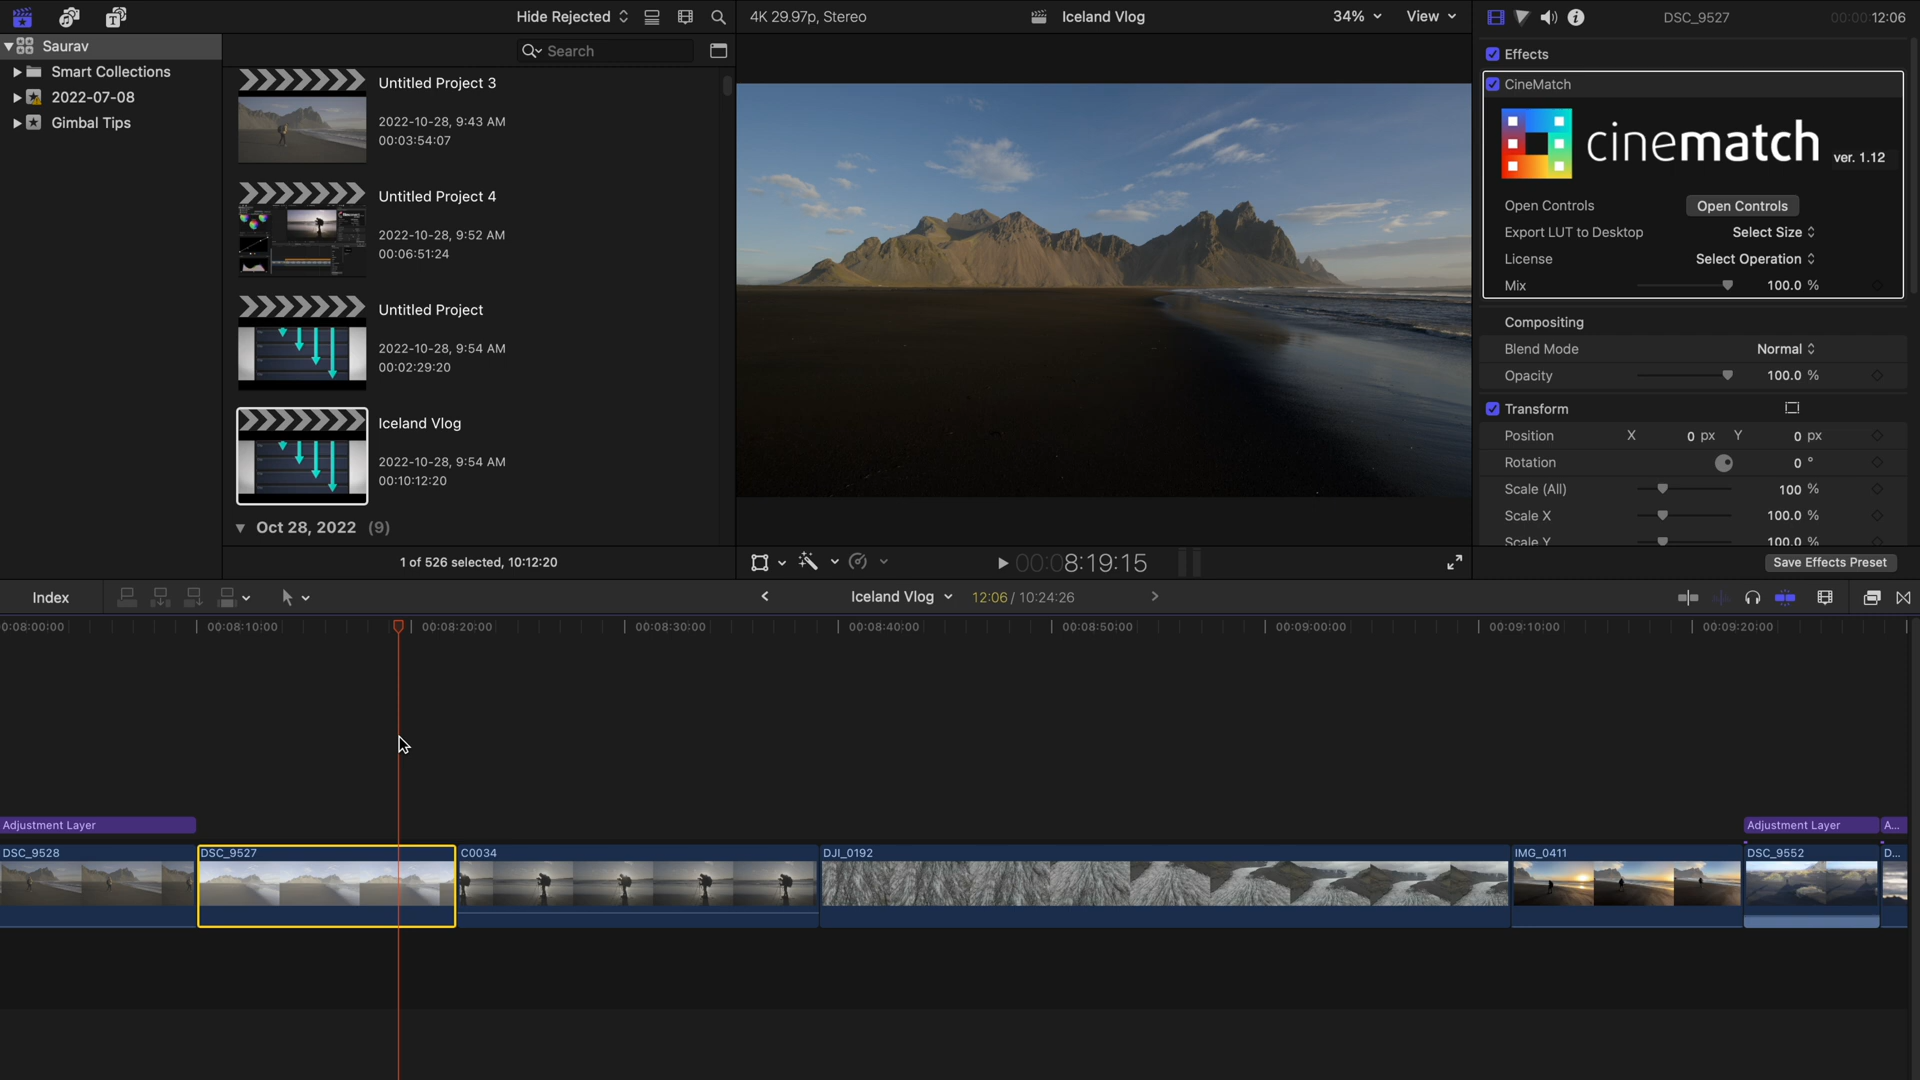 Hide Rejected
4K 29.97p, Stereo
Iceland Vlog
34%
View
DSC_9527
00:00:12:06
Saurav
Smart Collections
2022-07-08
Gimbal Tips
Search
Untitled Project 3
2022-10-28, 9:43 AM
00:03:54:07
Untitled Project 4
2022-10-28, 9:52 AM
00:06:51:24
Untitled Project
2022-10-28, 9:54 AM
00:02:29:20
Iceland Vlog
2022-10-28, 9:54 AM
00:10:12:20
Oct 28, 2022 (9)
1 of 526 selected, 10:12:20
00:08:19:15
Effects
CineMatch
cinematch ver. 1.12
Open Controls Open Controls
Export LUT to Desktop Select Size
License Select Operation
Mix 100.0 %
Compositing
Blend Mode Normal
Opacity 100.0 %
Transform
Position X 0 px Y 0 px
Rotation 0 °
Scale (All) 100 %
Scale X 100.0 %
Scale Y 100.0 %
Save Effects Preset
Index
Iceland Vlog 12:06 / 10:24:26
0:08:00:00 00:08:10:00 00:08:20:00 00:08:30:00 00:08:40:00 00:08:50:00 00:09:00:00 00:09:10:00 00:09:20:00
Adjustment Layer Adjustment Layer A...
DSC_9528 DSC_9527 C0034 DJI_0192 IMG_0411 DSC_9552 D...